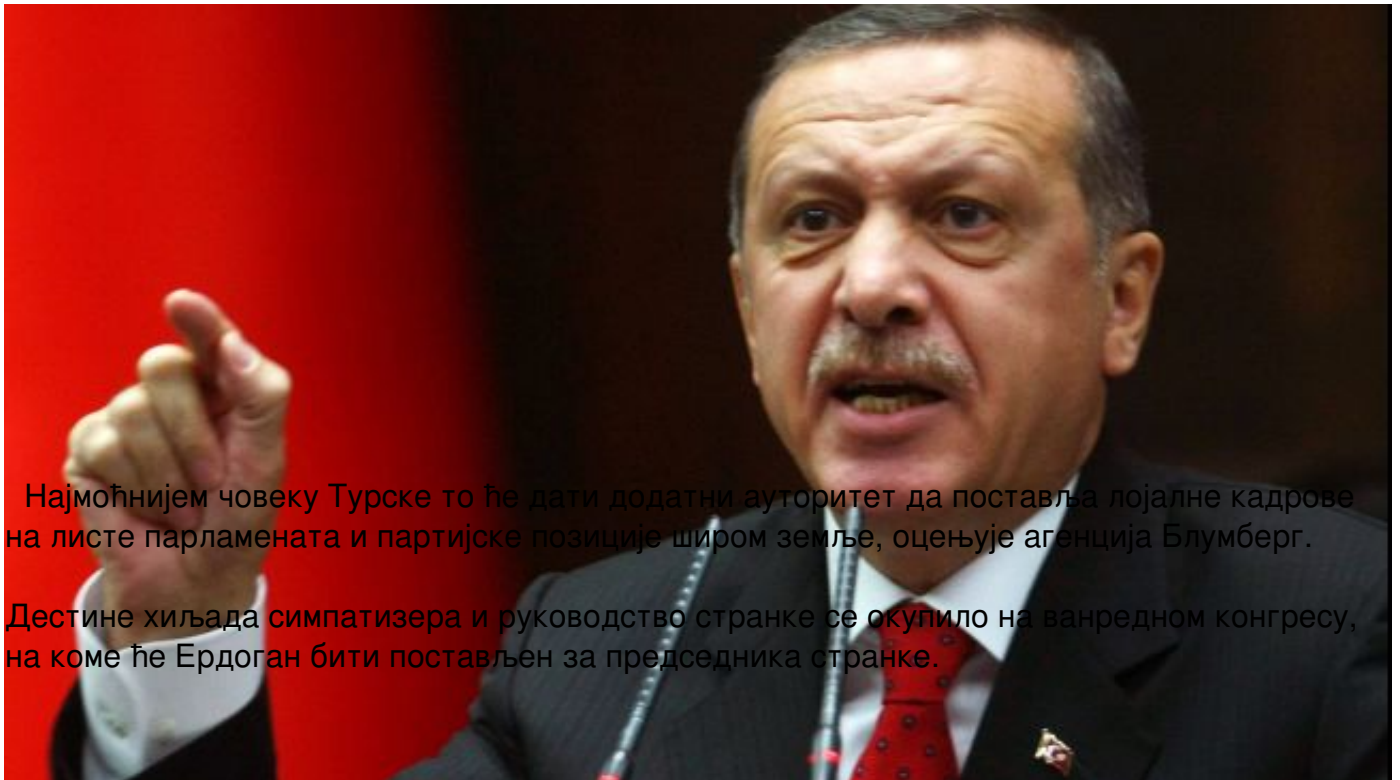 Најмоћнијем човеку Турске то ће дати додатни ауторитет да поставља лојалне кадрове
на листе парламената и партијске позиције широм земље, оцењује агенција Блумберг.
Дестине хиљада симпатизера и руководство странке се окупило на ванредном конгресу,
на коме ће Ердоган бити постављен за председника странке.